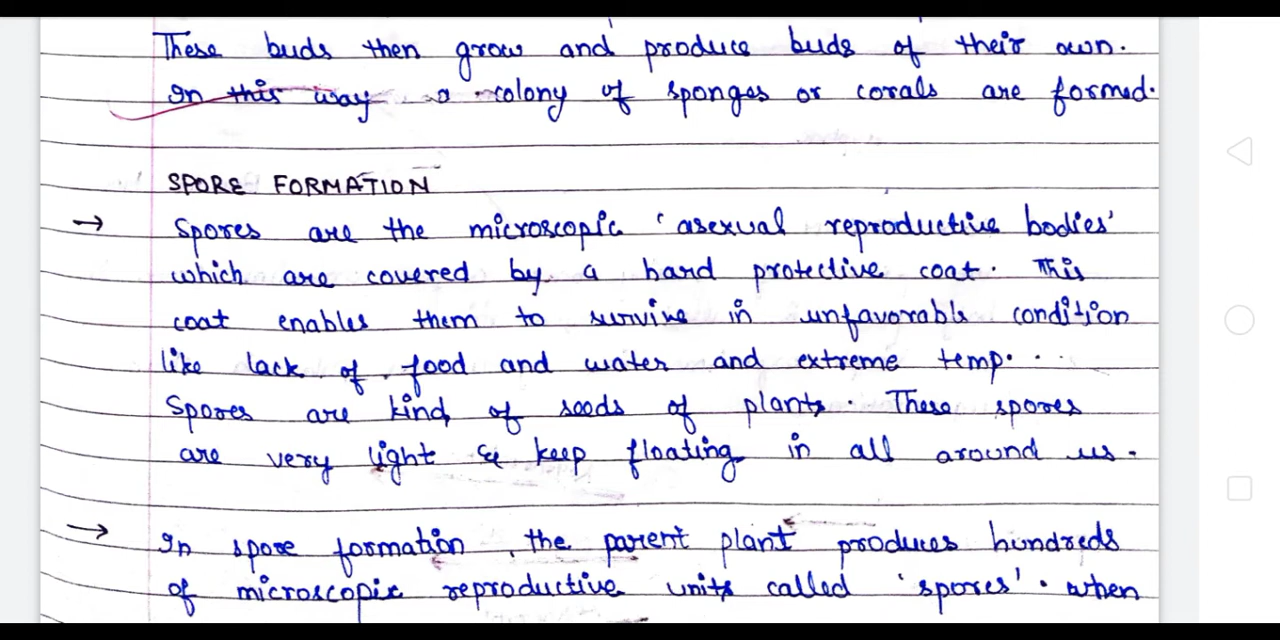 These buds then grow and produce buds of their own.
In this way a colony of sponges or corals are formed.
SPORE FORMATION
→ Spores are the microscopic 'asexual reproductive bodies'
which are covered by a hard protective coat. This
coat enables them to survive in unfavorable condition
like lack of food and water and extreme temp.
Spores are kind of seeds of plants. These spores
are very light & keep floating in all around us.
→ In spore formation, the parent plant produces hundreds
of microscopic reproductive units called 'spores'. when